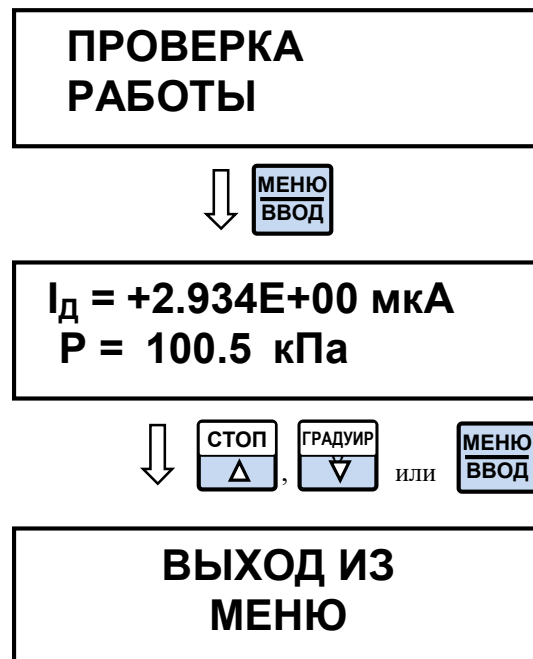 ПРОВЕРКА
РАБОТЫ
МЕНЮ
ВВОД
IД = +2.934E+00 мкА
P = 100.5 кПа
СТОП , ГРАДУИР или МЕНЮ
ВВОД
ВЫХОД ИЗ
МЕНЮ